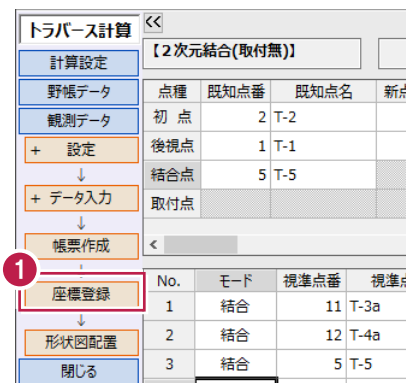 トラバース計算
計算設定
野帳データ
観測データ
+ 設定
↓
+ データ入力
↓
帳票作成
1
座標登録
↓
形状図配置
閉じる
<<
【２次元結合(取付無)】
点種 既知点番 既知点名
初 点 2 T-2
後視点 1 T-1
結合点 5 T-5
取付点
<
No. モード 視準点番
1 結合 11 T-3a
2 結合 12 T-4a
3 結合 5 T-5